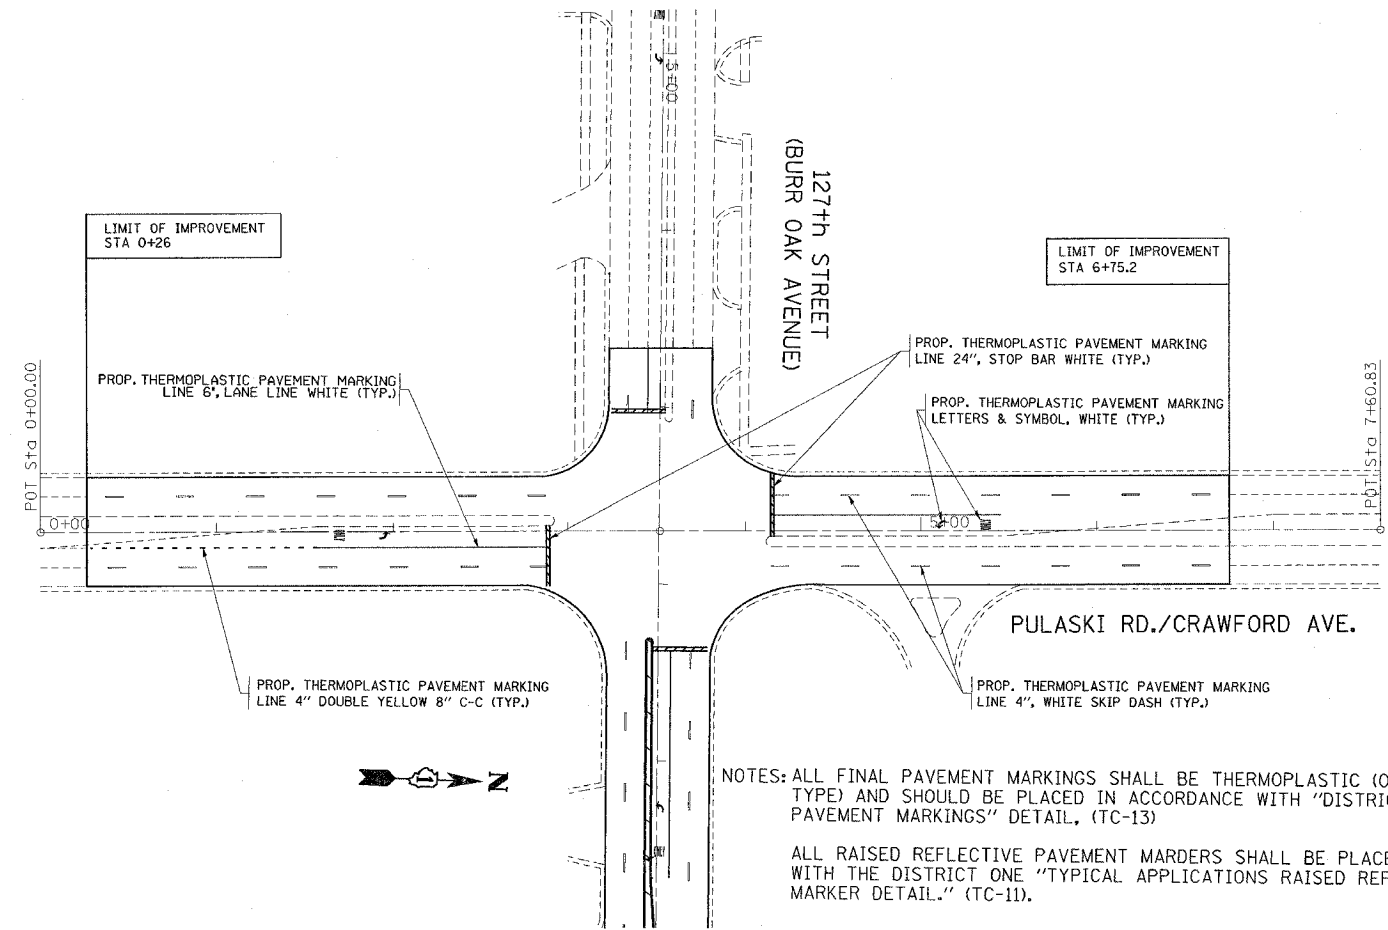 15+00
127th STREET
(BURR OAK AVENUE)
LIMIT OF IMPROVEMENT
STA 0+26
LIMIT OF IMPROVEMENT
STA 6+75.2
PROP. THERMOPLASTIC PAVEMENT MARKING
LINE 24", STOP BAR WHITE (TYP.)
PROP. THERMOPLASTIC PAVEMENT MARKING
LINE 6", LANE LINE WHITE (TYP.)
PROP. THERMOPLASTIC PAVEMENT MARKING
LETTERS & SYMBOL, WHITE (TYP.)
POT Sta 0+00.00
POT Sta 7+60.83
0+00
5+00
PULASKI RD./CRAWFORD AVE.
PROP. THERMOPLASTIC PAVEMENT MARKING
LINE 4" DOUBLE YELLOW 8" C-C (TYP.)
PROP. THERMOPLASTIC PAVEMENT MARKING
LINE 4", WHITE SKIP DASH (TYP.)
N
NOTES: ALL FINAL PAVEMENT MARKINGS SHALL BE THERMOPLASTIC (O
TYPE) AND SHOULD BE PLACED IN ACCORDANCE WITH "DISTRI
PAVEMENT MARKINGS" DETAIL, (TC-13)
ALL RAISED REFLECTIVE PAVEMENT MARDERS SHALL BE PLACE
WITH THE DISTRICT ONE "TYPICAL APPLICATIONS RAISED REF
MARKER DETAIL." (TC-11).